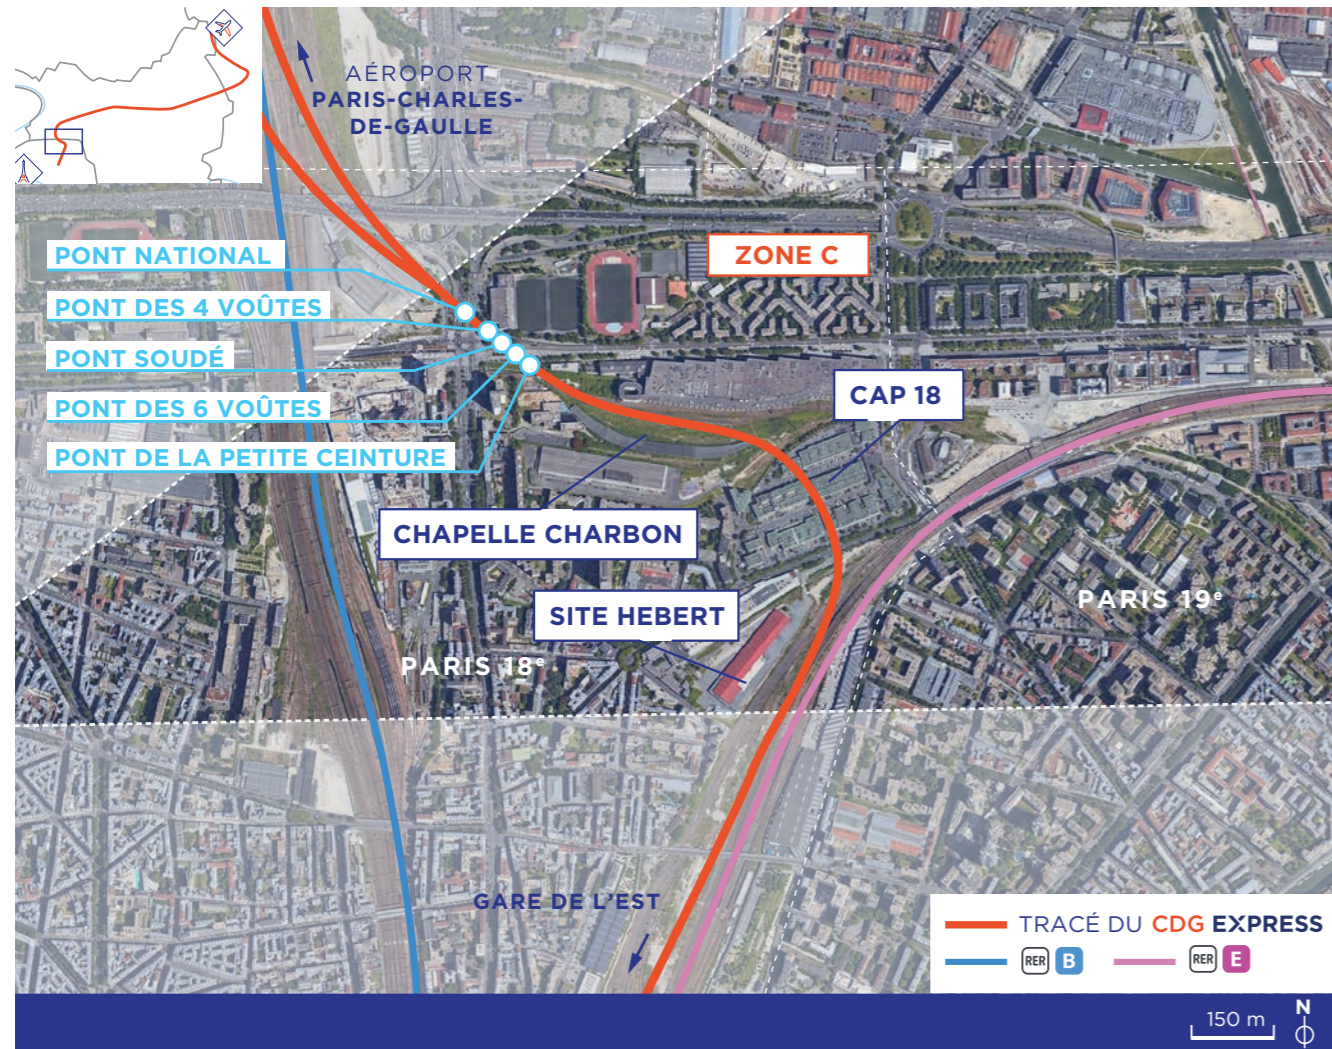 AÉROPORT
PARIS-CHARLES-
DE-GAULLE
PONT NATIONAL
PONT DES 4 VOÛTES
PONT SOUDÉ
PONT DES 6 VOÛTES
PONT DE LA PETITE CEINTURE
ZONE C
CAP 18
CHAPELLE CHARBON
SITE HEBERT
PARIS 18e
PARIS 19e
GARE DE L'EST
TRACÉ DU CDG EXPRESS
RER B RER E
150 m N